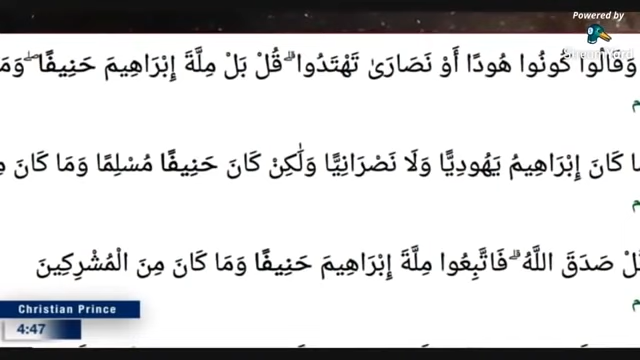 Powered by
وَقَالُوا كُونُوا هُودًا أَوْ نَصَارَىٰ تَهْتَدُوا ۗ قُلْ بَلْ مِلَّةَ إِبْرَاهِيمَ حَنِيفًا ۖ وَمَا
كَانَ إِبْرَاهِيمُ يَهُودِيًّا وَلَا نَصْرَانِيًّا وَلَٰكِنْ كَانَ حَنِيفًا مُسْلِمًا وَمَا كَانَ
صَدَقَ اللَّهُ ۗ فَاتَّبِعُوا مِلَّةَ إِبْرَاهِيمَ حَنِيفًا وَمَا كَانَ مِنَ الْمُشْرِكِينَ
Christian Prince
4:47